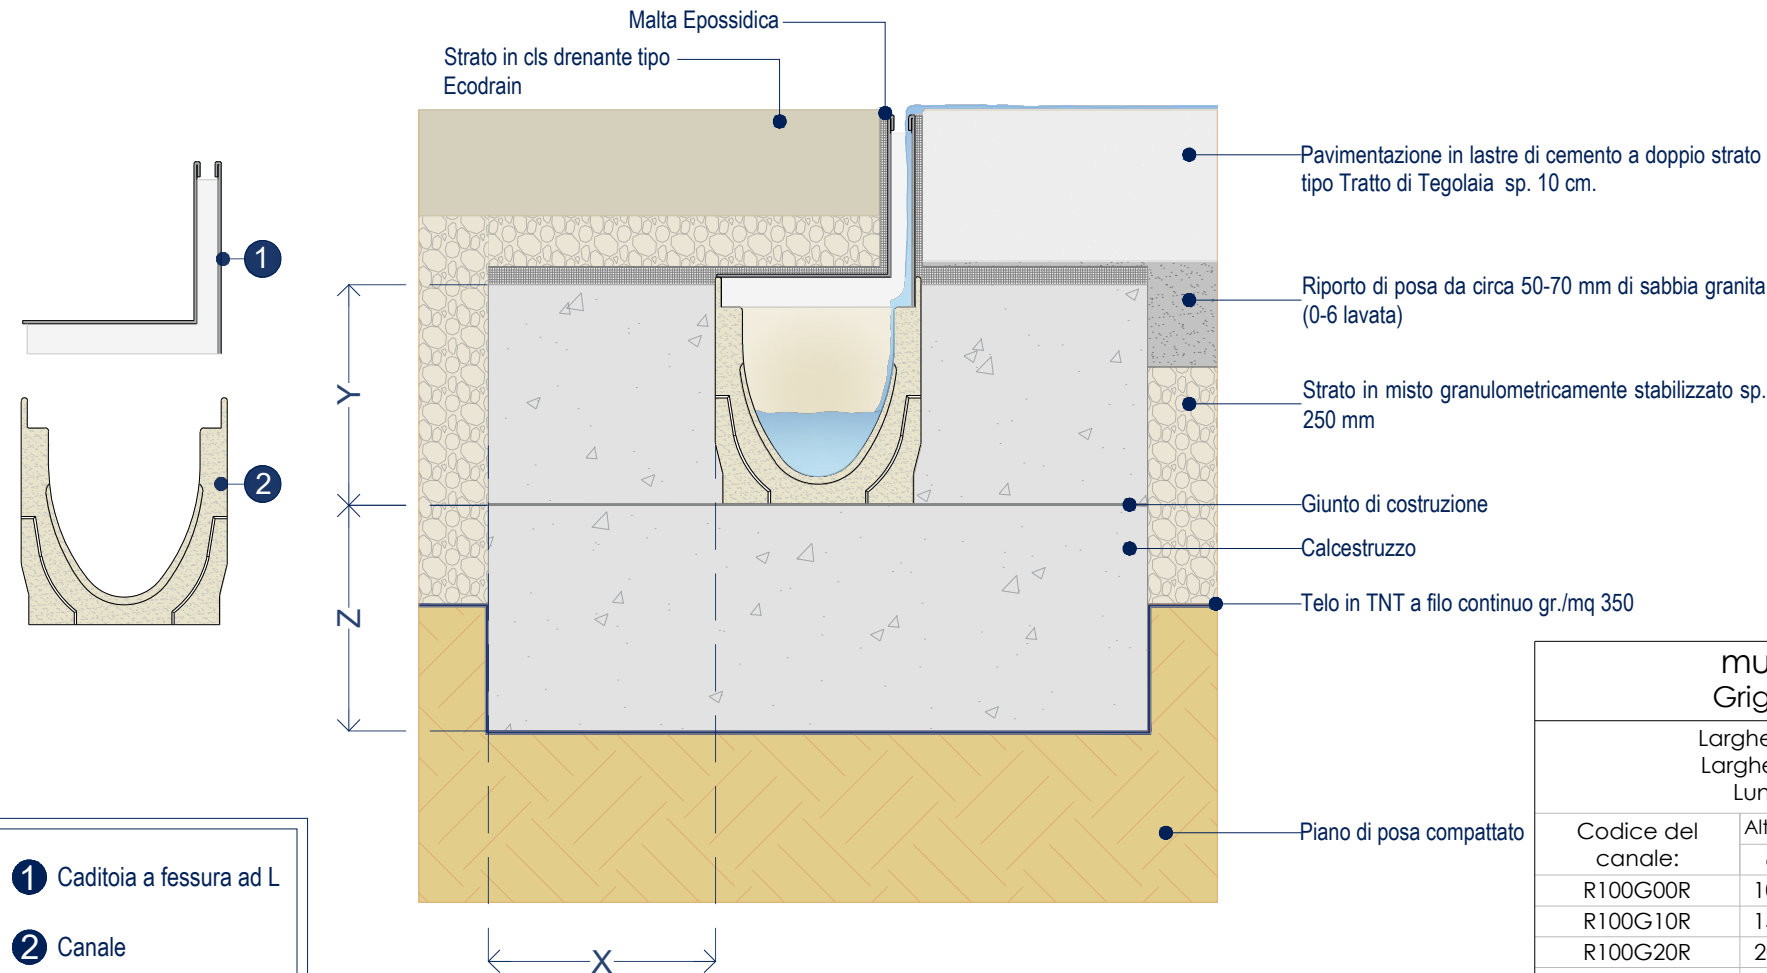 Malta Epossidica
Strato in cls drenante tipo
Ecodrain
Pavimentazione in lastre di cemento a doppio strato
tipo Tratto di Tegolaia sp. 10 cm.
1
Riporto di posa da circa 50-70 mm di sabbia granita
(0-6 lavata)
Y
Strato in misto granulometricamente stabilizzato sp.
250 mm
2
Giunto di costruzione
Calcestruzzo
Z
Telo in TNT a filo continuo gr./mq 350
Piano di posa compattato
X
1 Caditoia a fessura ad L
2 Canale
Codice del
canale:
R100G00R
R100G10R
R100G20R